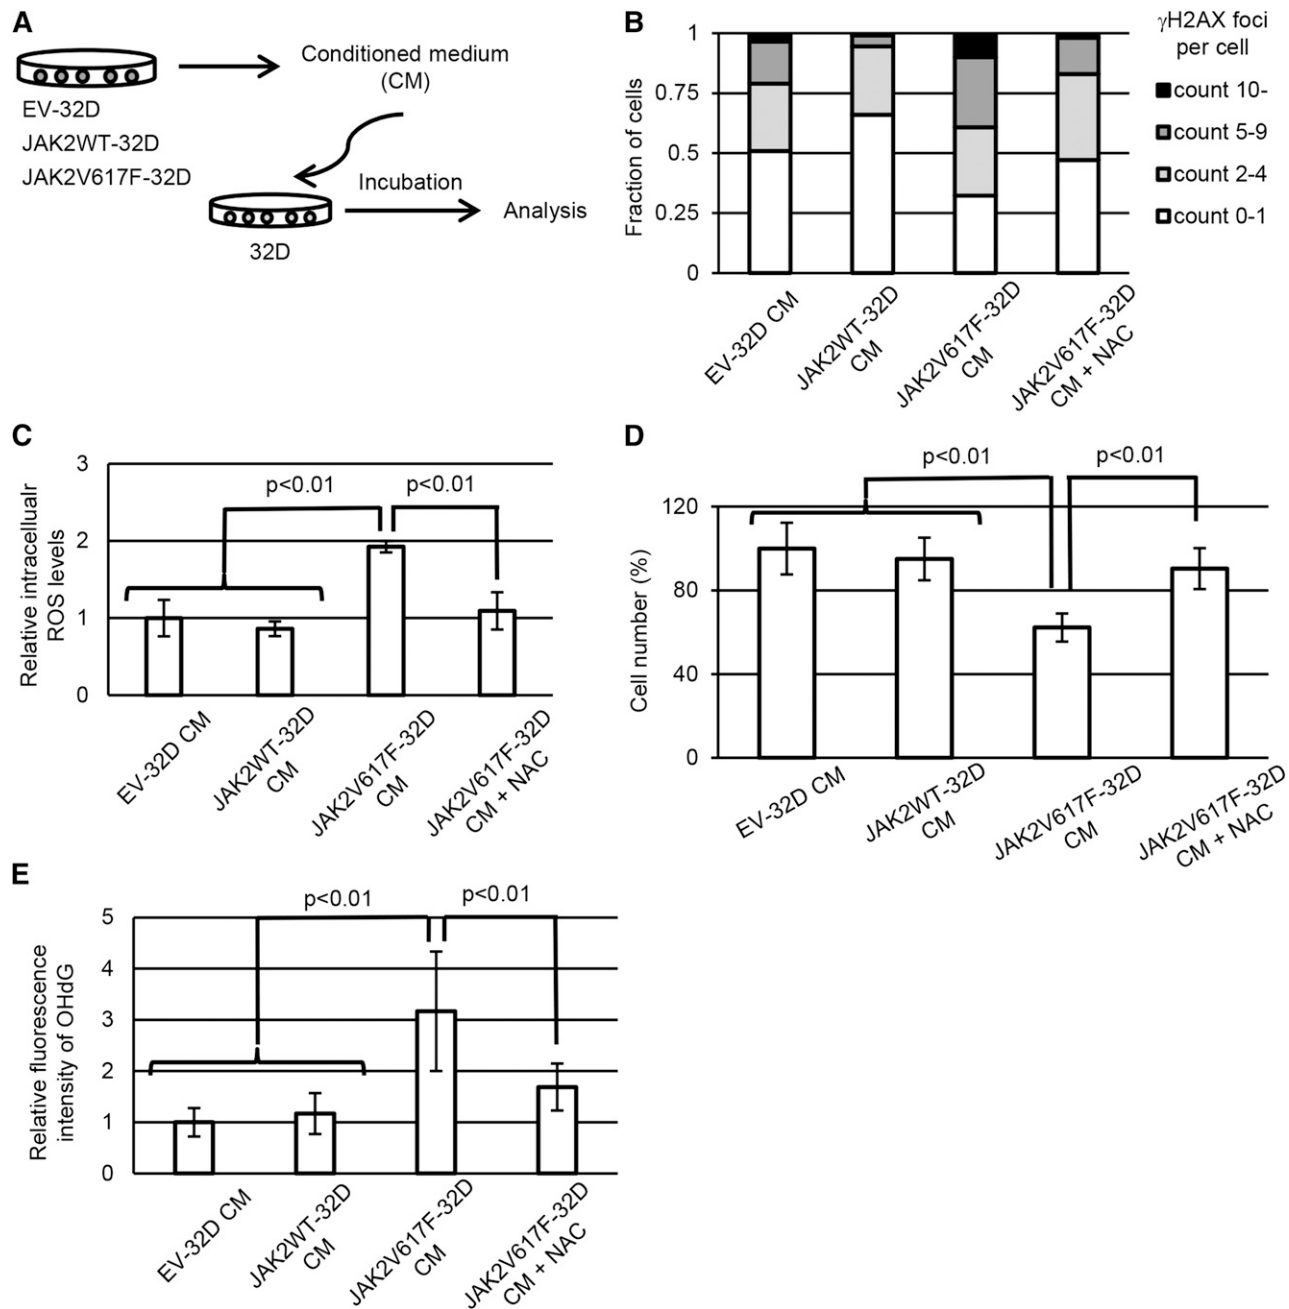 A
Conditioned medium
(CM)
EV-32D
JAK2WT-32D
JAK2V617F-32D
Incubation
Analysis
32D
B
γH2AX foci
per cell
count 10-
count 5-9
count 2-4
count 0-1
Fraction of cells
1
0.75
0.5
0.25
0
EV-32D CM
JAK2WT-32D
CM
JAK2V617F-32D
CM
JAK2V617F-32D
CM + NAC
C
Relative intracellualr
ROS levels
3
2
1
0
p<0.01
p<0.01
EV-32D CM
JAK2WT-32D
CM
JAK2V617F-32D
CM
JAK2V617F-32D
CM + NAC
D
Cell number (%)
120
80
40
0
p<0.01
p<0.01
EV-32D CM
JAK2WT-32D
CM
JAK2V617F-32D
CM
JAK2V617F-32D
CM + NAC
E
Relative fluorescence
intensity of OHdG
5
4
3
2
1
0
p<0.01
p<0.01
EV-32D CM
JAK2WT-32D
CM
JAK2V617F-32D
CM
JAK2V617F-32D
CM + NAC